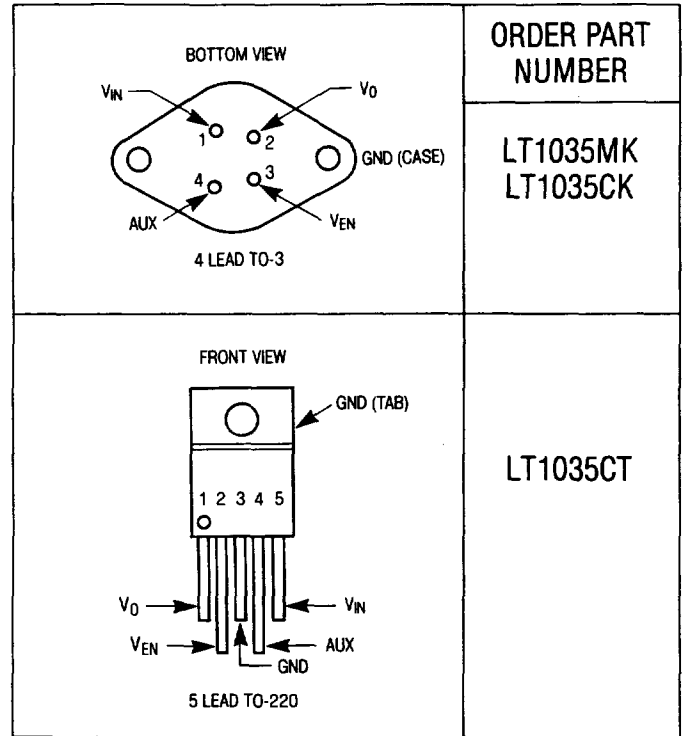 ORDER PART
NUMBER
BOTTOM VIEW
VIN
VO
1
2
GND (CASE)
4
3
AUX
VEN
4 LEAD TO-3
LT1035MK
LT1035CK
FRONT VIEW
GND (TAB)
1 2 3 4 5
VO
VIN
VEN
AUX
GND
5 LEAD TO-220
LT1035CT